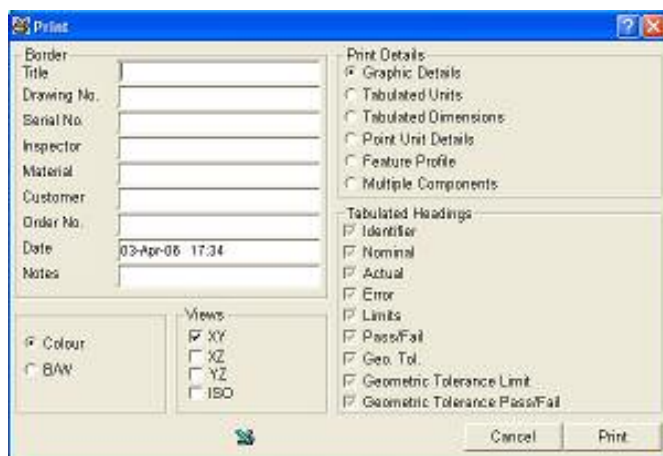 Print
Border
Title
Drawing No.
Serial No.
Inspector
Material
Customer
Order No.
Date 03-Apr-06 17:34
Notes
Colour
B/W
Views
XY
XZ
YZ
ISO
Print Details
Graphic Details
Tabulated Units
Tabulated Dimensions
Point Unit Details
Feature Profile
Multiple Components
Tabulated Headings
Identifier
Nominal
Actual
Error
Limits
Pass/Fail
Geo. Tol.
Geometric Tolerance Limit
Geometric Tolerance Pass/Fail
Cancel Print